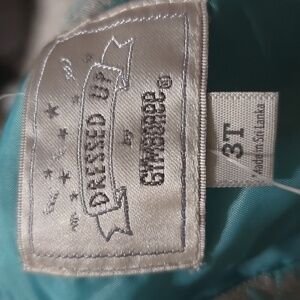 DRESSED UP
by
GYMBOREE®
3T
Made in Sri Lanka